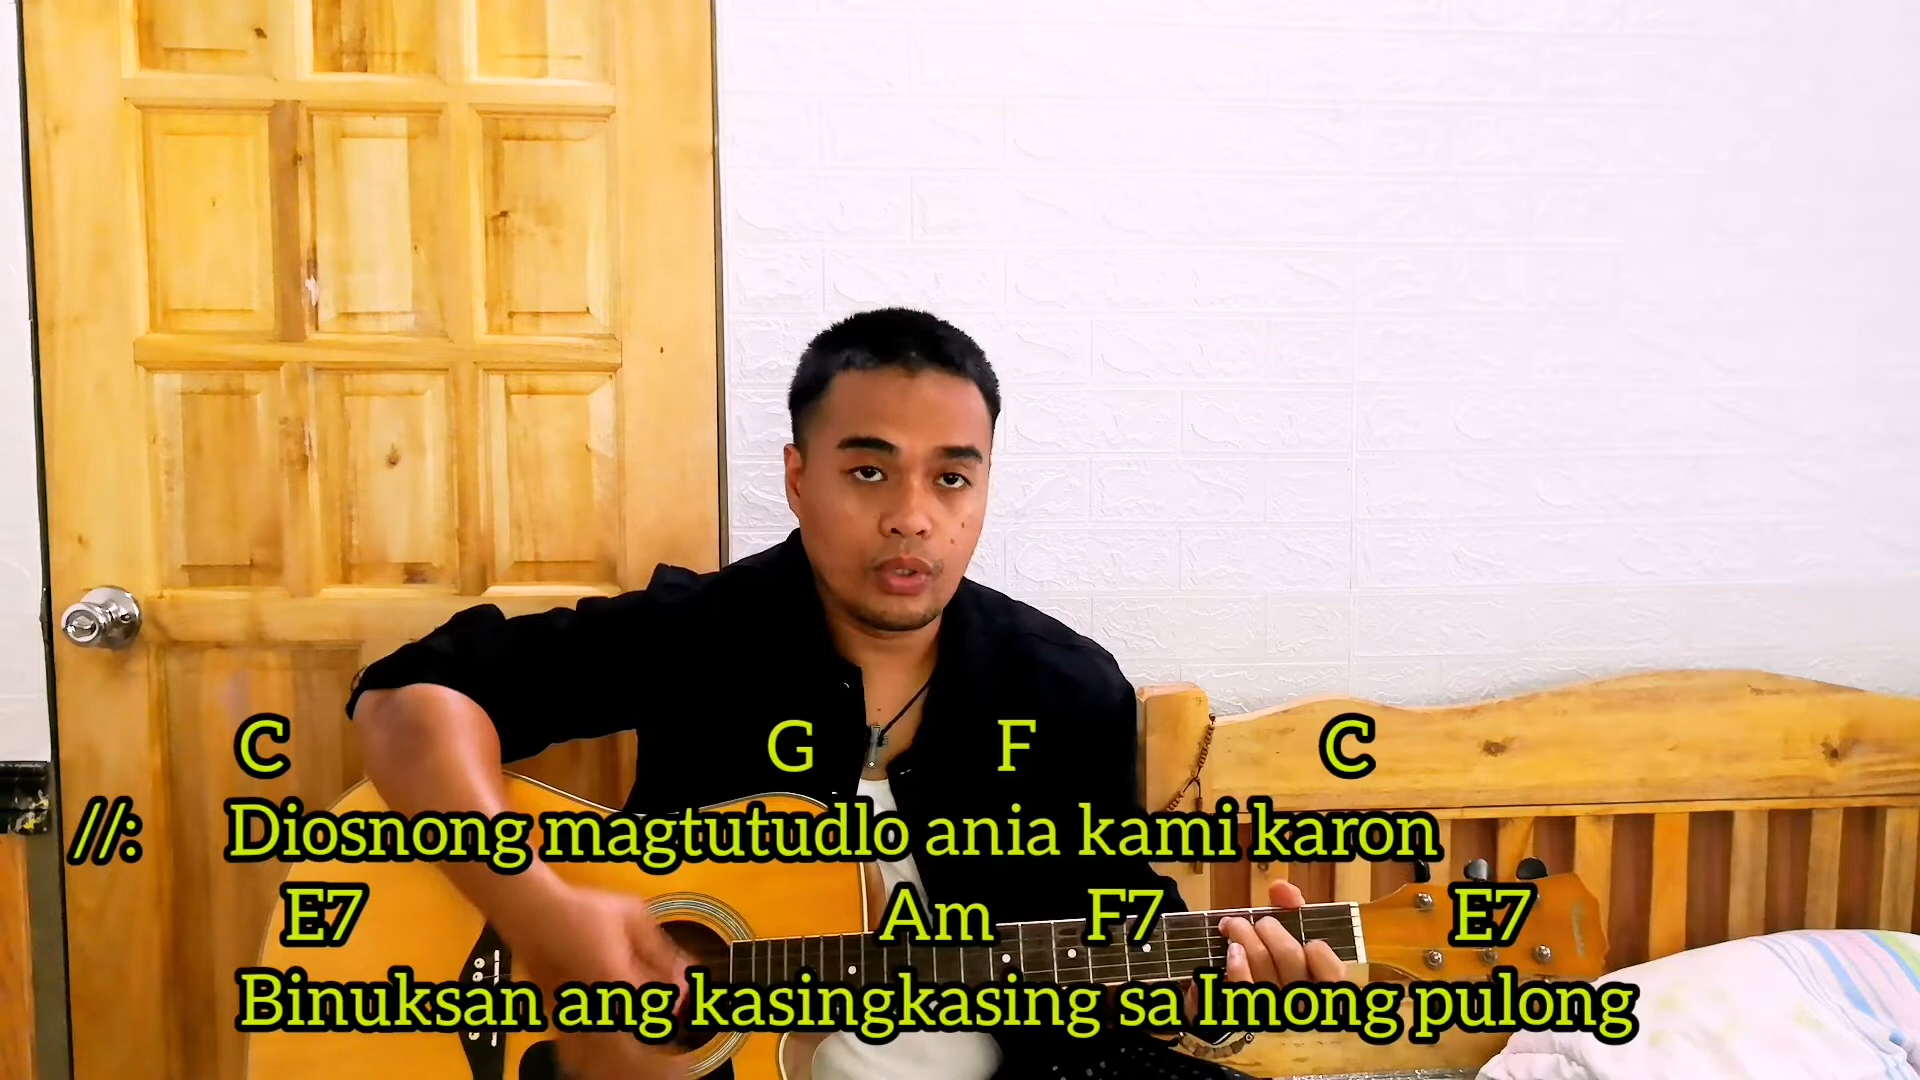 C G F C
//: Diosnong magtutudlo ania kami karon
E7 Am F7 E7
Binuksan ang kasingkasing sa Imong pulong